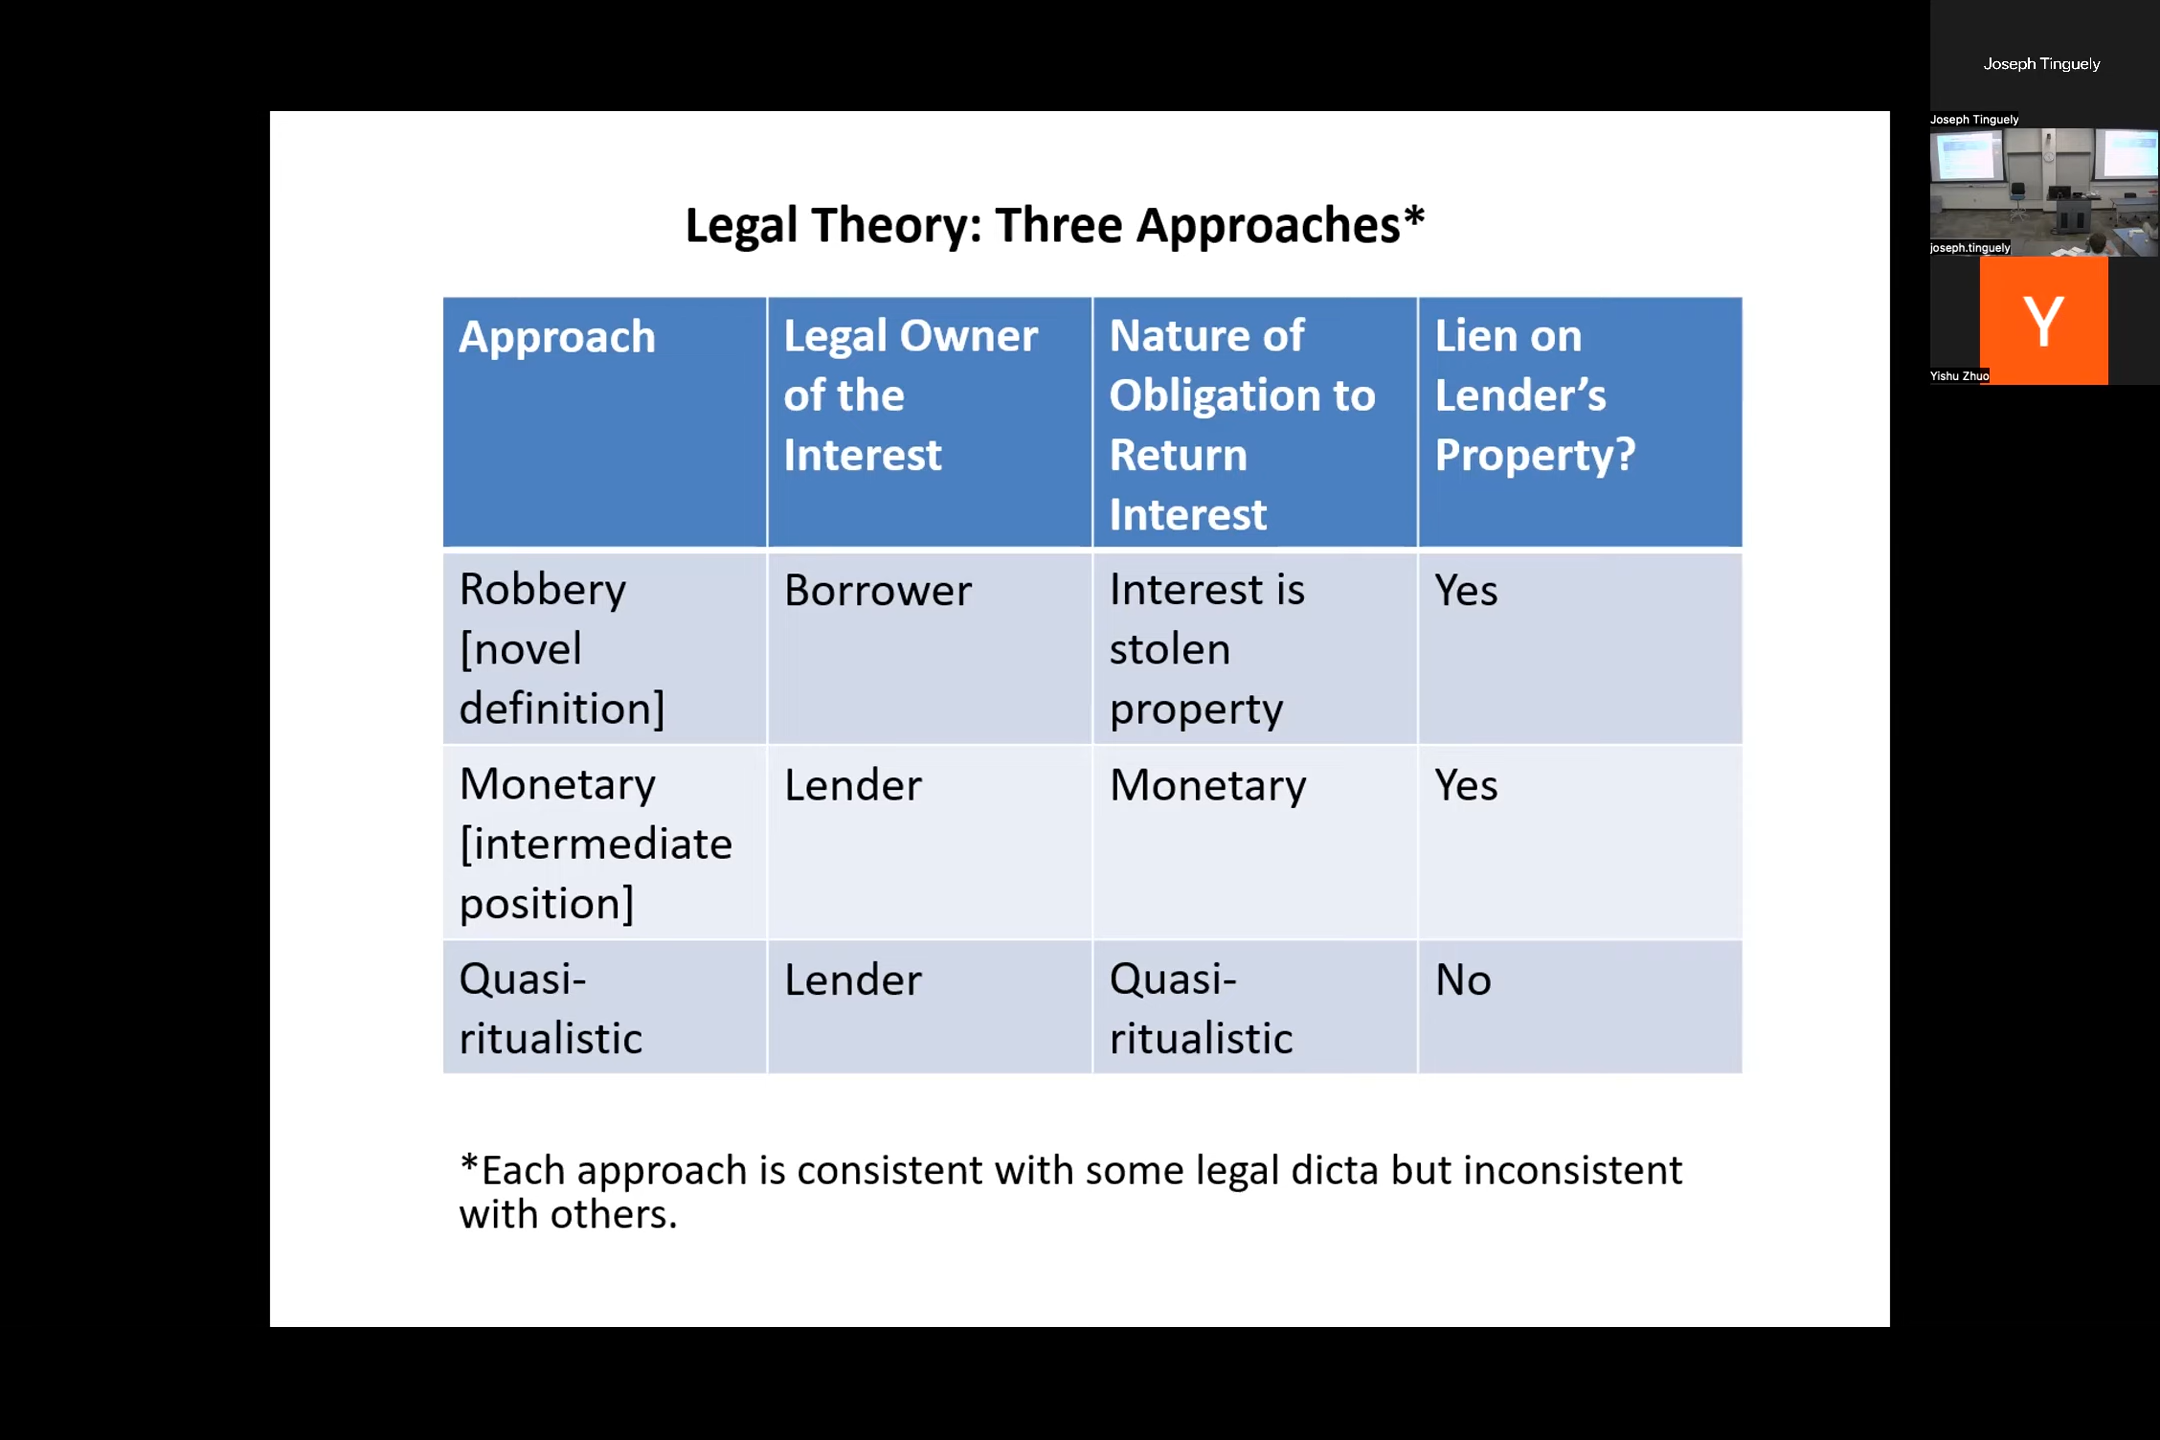 Legal Theory: Three Approaches*
Approach
Legal Owner
of the
Interest
Nature of
Obligation to
Return
Interest
Lien on
Lender’s
Property?
Robbery
[novel
definition]
Borrower
Interest is
stolen
property
Yes
Monetary
[intermediate
position]
Lender
Monetary
Yes
Quasi-
ritualistic
Lender
Quasi-
ritualistic
No
*Each approach is consistent with some legal dicta but inconsistent
with others.
Joseph Tinguely
Joseph Tinguely
joseph.tinguely
Y
Yishu Zhuo